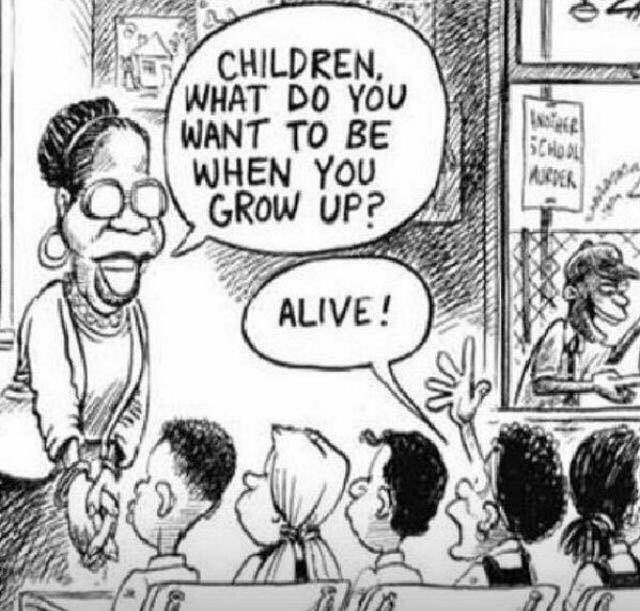 CHILDREN,
WHAT DO YOU
WANT TO BE
WHEN YOU
GROW UP?
ALIVE!
ANOTHER
SCHOOL
MURDER